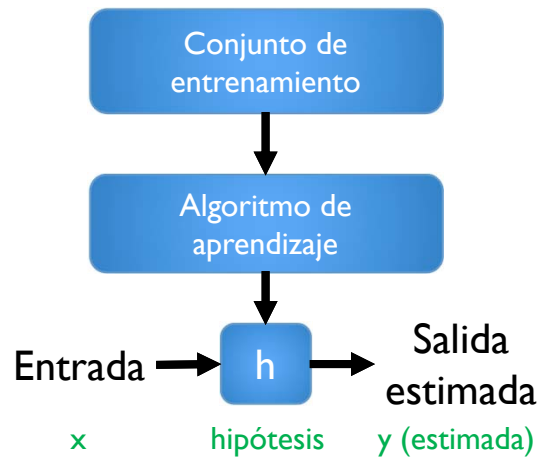 Conjunto de
entrenamiento
Algoritmo de
aprendizaje
Entrada
h
Salida
estimada
x
hipótesis
y (estimada)